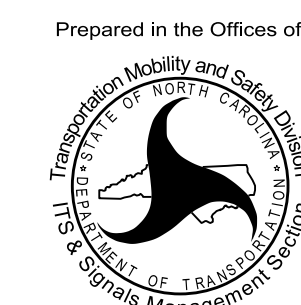 Prepared in the Offices of
Transportation Mobility and Safety Division
STATE OF NORTH CAROLINA
DEPARTMENT OF TRANSPORTATION
ITS & Signals Management Section